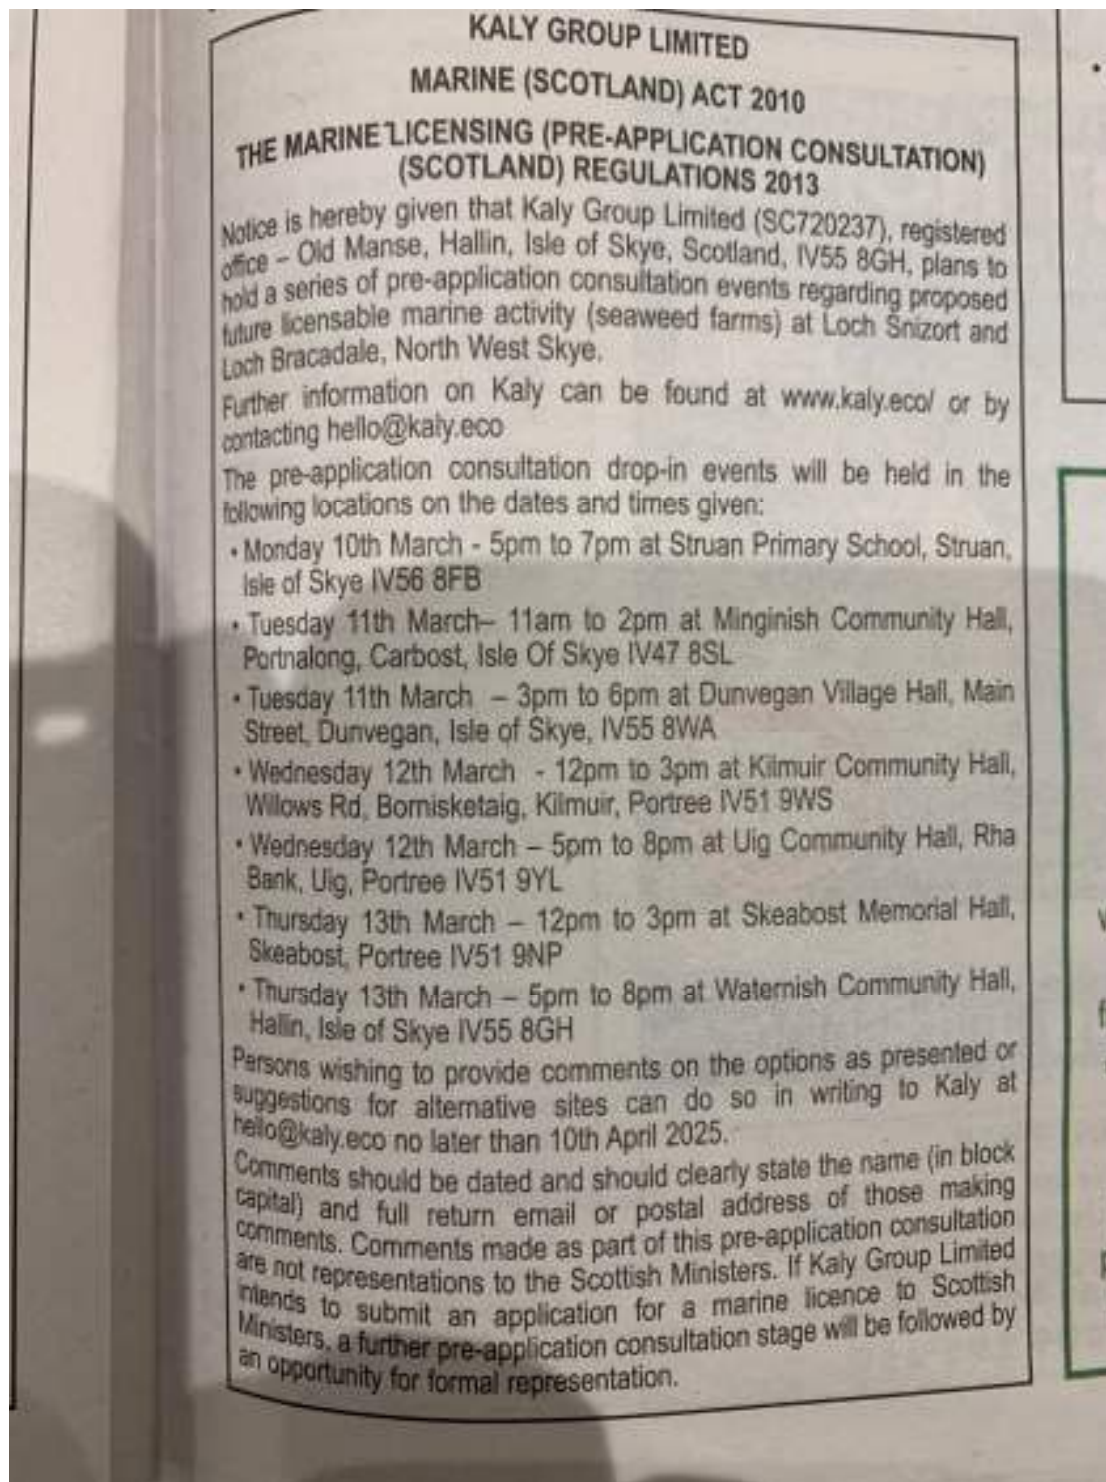 KALY GROUP LIMITED
MARINE (SCOTLAND) ACT 2010
THE MARINE LICENSING (PRE-APPLICATION CONSULTATION)
(SCOTLAND) REGULATIONS 2013
Notice is hereby given that Kaly Group Limited (SC720237), registered
office – Old Manse, Hallin, Isle of Skye, Scotland, IV55 8GH, plans to
hold a series of pre-application consultation events regarding proposed
future licensable marine activity (seaweed farms) at Loch Snizort and
Loch Bracadale, North West Skye.
Further information on Kaly can be found at www.kaly.eco/ or by
contacting hello@kaly.eco
The pre-application consultation drop-in events will be held in the
following locations on the dates and times given:
• Monday 10th March - 5pm to 7pm at Struan Primary School, Struan,
Isle of Skye IV56 8FB
• Tuesday 11th March– 11am to 2pm at Minginish Community Hall,
Portnalong, Carbost, Isle Of Skye IV47 8SL
• Tuesday 11th March – 3pm to 6pm at Dunvegan Village Hall, Main
Street, Dunvegan, Isle of Skye, IV55 8WA
• Wednesday 12th March - 12pm to 3pm at Kilmuir Community Hall,
Willows Rd, Bornisketaig, Kilmuir, Portree IV51 9WS
• Wednesday 12th March – 5pm to 8pm at Uig Community Hall, Rha
Bank, Uig, Portree IV51 9YL
• Thursday 13th March – 12pm to 3pm at Skeabost Memorial Hall,
Skeabost, Portree IV51 9NP
• Thursday 13th March – 5pm to 8pm at Waternish Community Hall,
Hallin, Isle of Skye IV55 8GH
Persons wishing to provide comments on the options as presented or
suggestions for alternative sites can do so in writing to Kaly at
hello@kaly.eco no later than 10th April 2025.
Comments should be dated and should clearly state the name (in block
capital) and full return email or postal address of those making
comments. Comments made as part of this pre-application consultation
are not representations to the Scottish Ministers. If Kaly Group Limited
intends to submit an application for a marine licence to Scottish
Ministers, a further pre-application consultation stage will be followed by
an opportunity for formal representation.